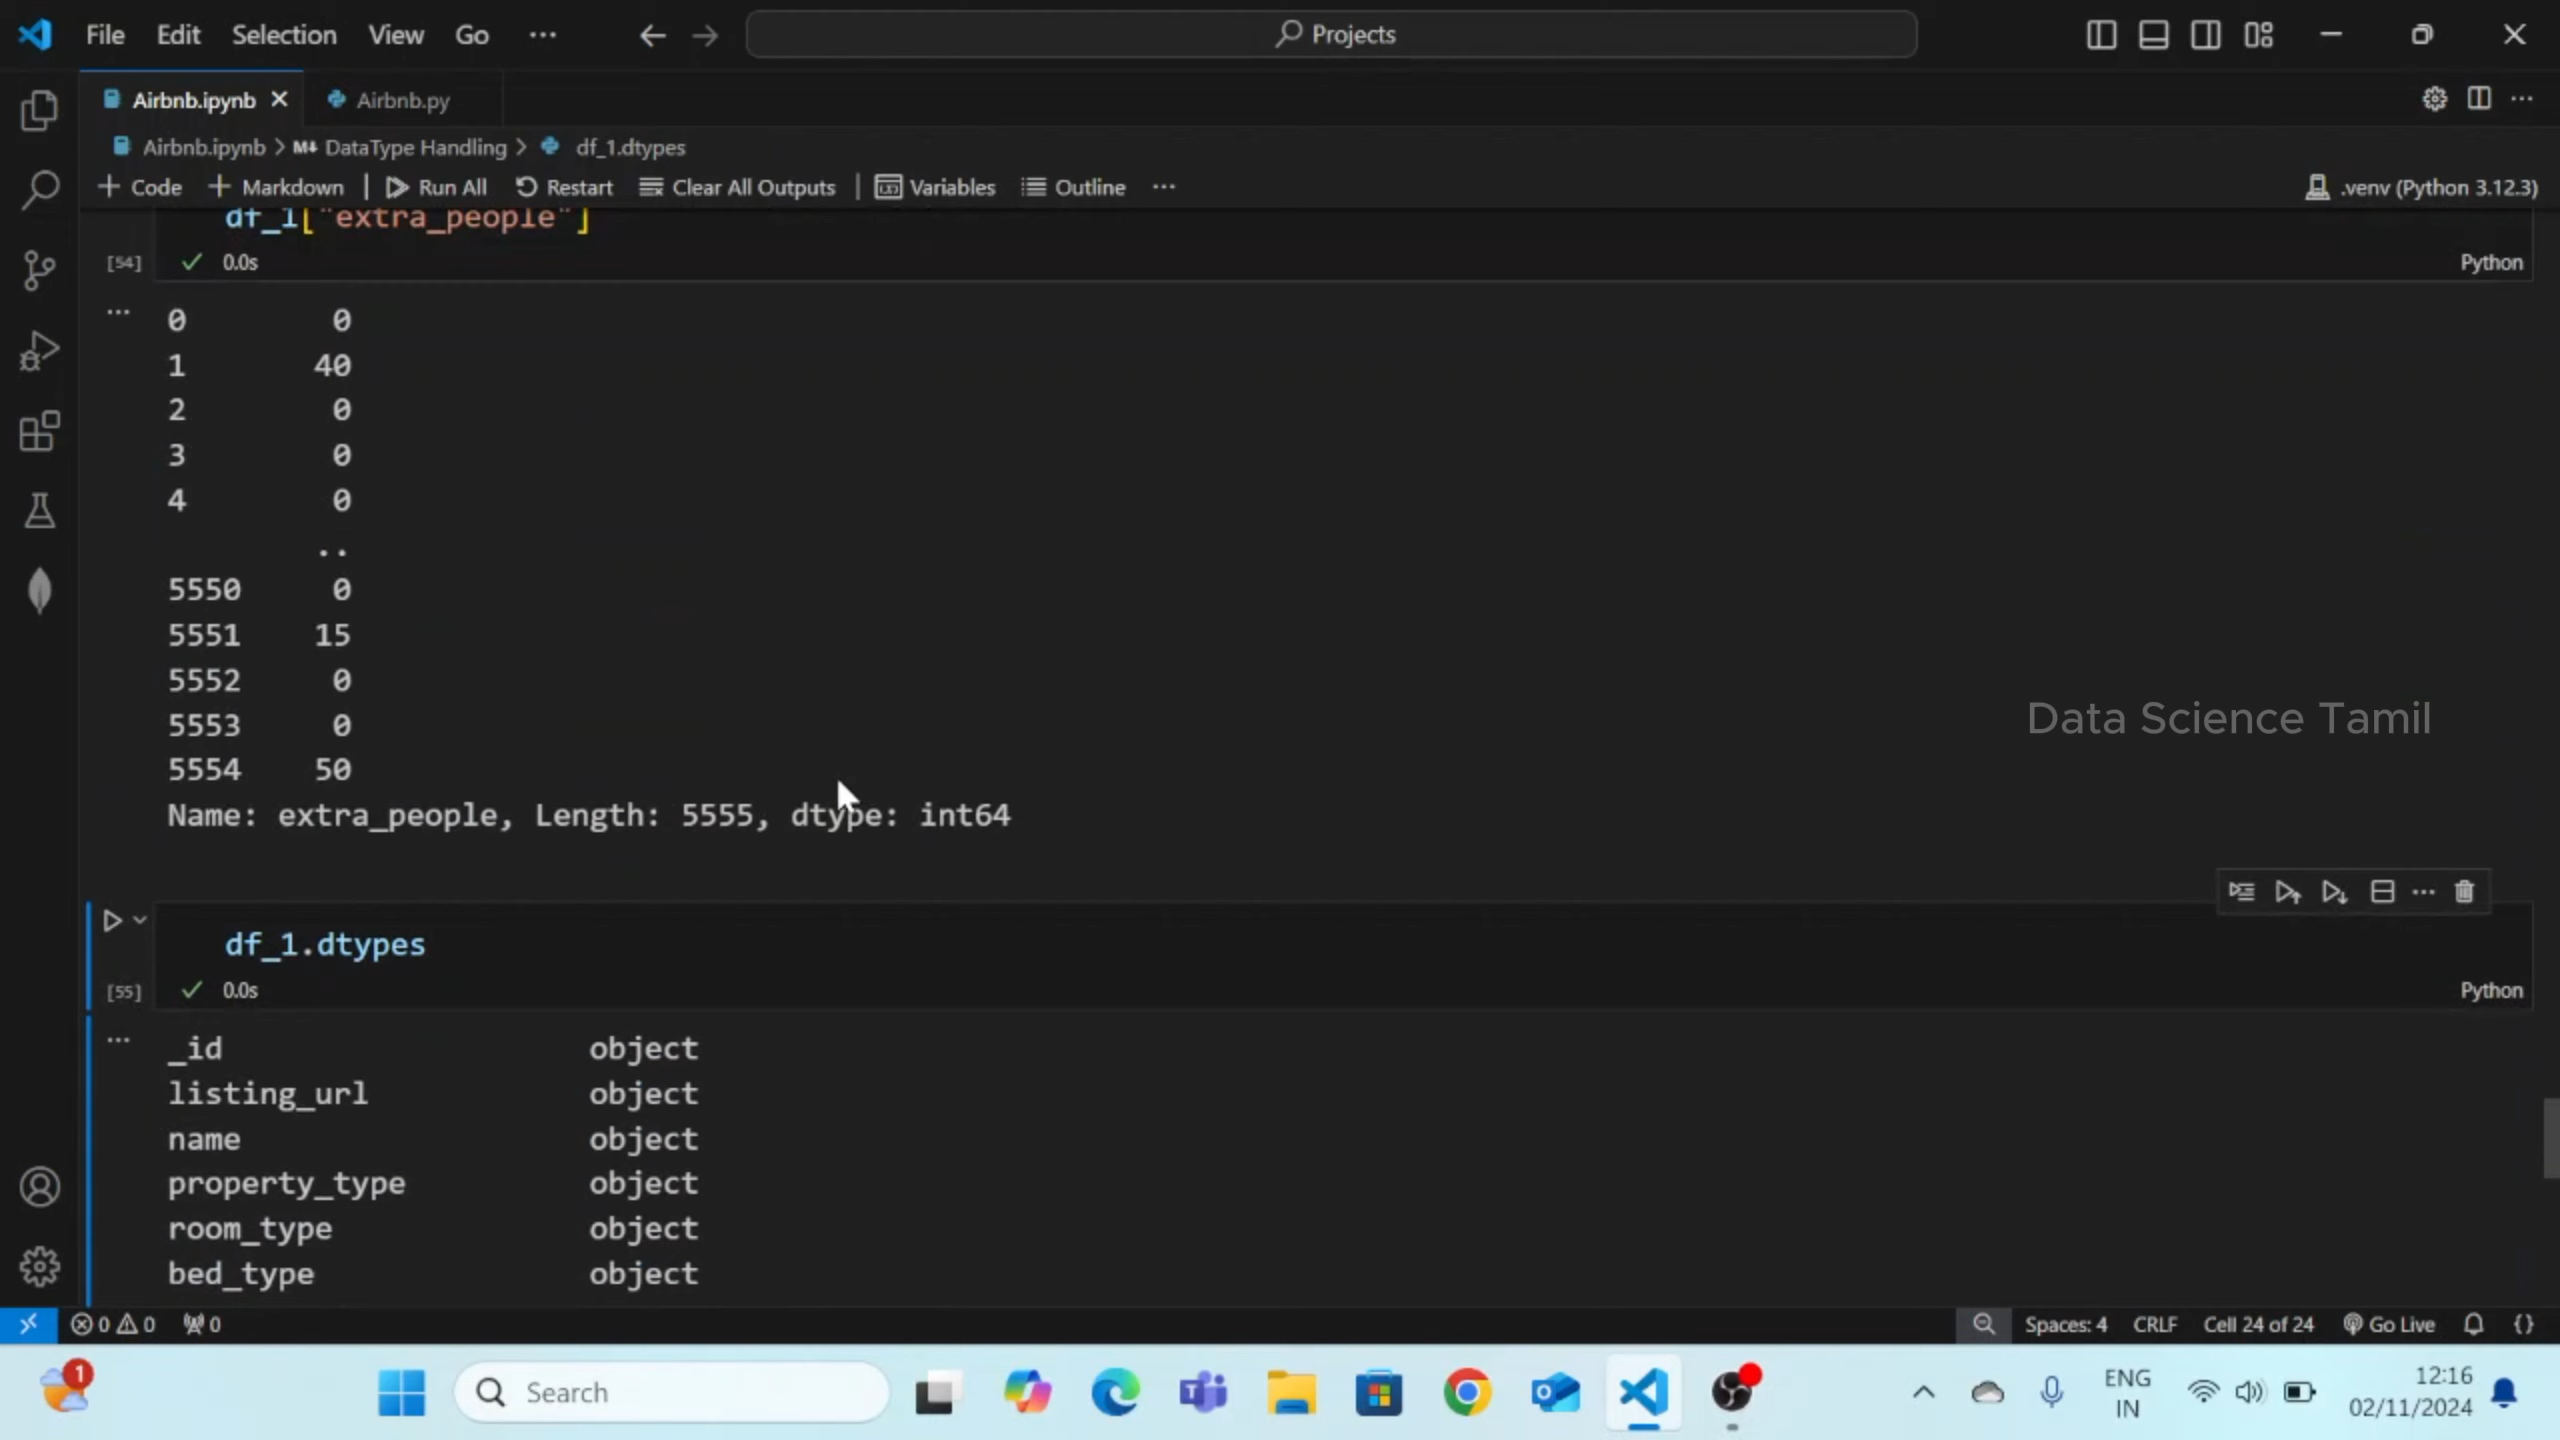 File Edit Selection View Go ... Projects
Airbnb.ipynb Airbnb.py
Airbnb.ipynb > M↓ DataType Handling > df_1.dtypes
+ Code + Markdown | Run All Restart Clear All Outputs | Variables Outline ... .venv (Python 3.12.3)
df_1["extra_people"]
[54] ✓ 0.0s Python
0 0
1 40
2 0
3 0
4 0
..
5550 0
5551 15
5552 0
5553 0
5554 50
Name: extra_people, Length: 5555, dtype: int64
Data Science Tamil
df_1.dtypes
[55] ✓ 0.0s Python
_id object
listing_url object
name object
property_type object
room_type object
bed_type object
0 0 0 Spaces: 4 CRLF Cell 24 of 24 Go Live {}
1 Search ENG 12:16
IN 02/11/2024